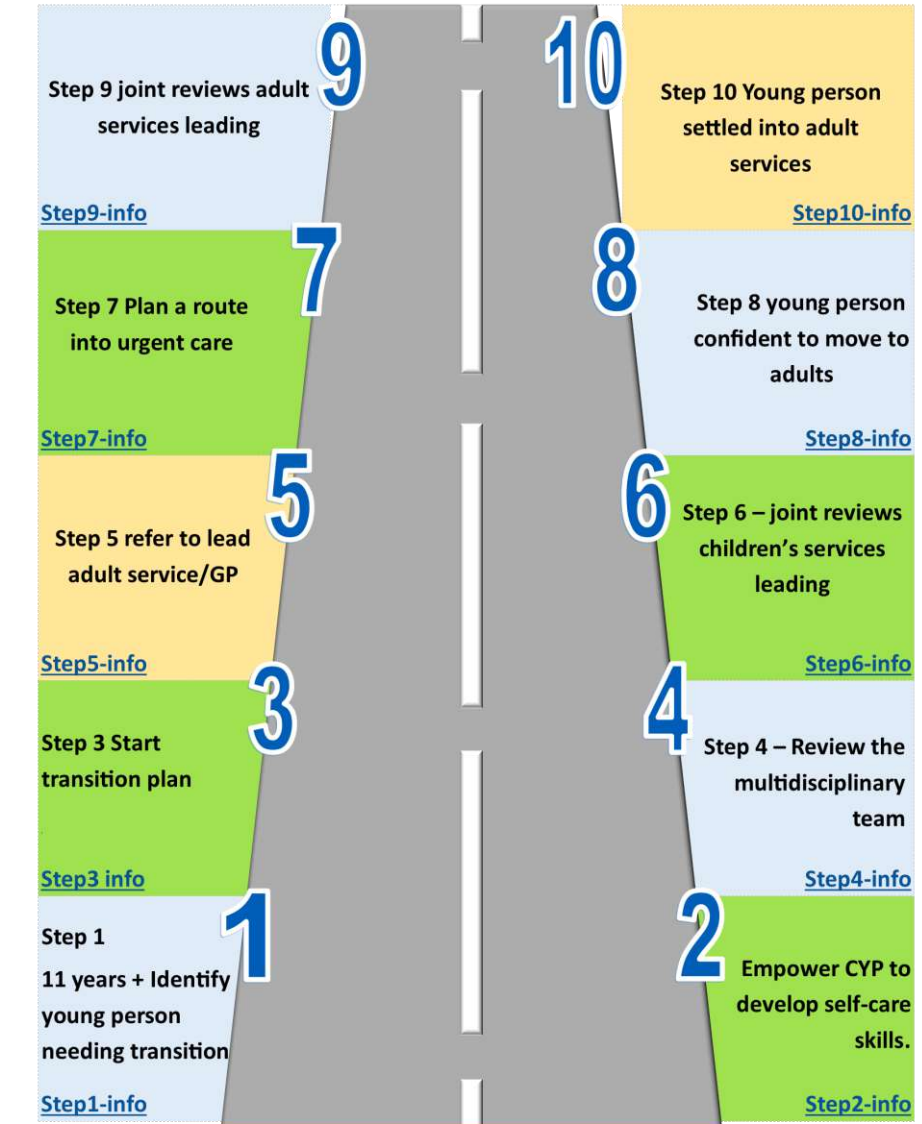 9
Step 9 joint reviews adult
services leading
Step9-info
10
Step 10 Young person
settled into adult
services
Step10-info
7
Step 7 Plan a route
into urgent care
Step7-info
8
Step 8 young person
confident to move to
adults
Step8-info
5
Step 5 refer to lead
adult service/GP
Step5-info
6
Step 6 – joint reviews
children’s services
leading
Step6-info
3
Step 3 Start
transition plan
Step3 info
4
Step 4 – Review the
multidisciplinary
team
Step4-info
1
Step 1
11 years + Identify
young person
needing transition
Step1-info
2
Empower CYP to
develop self-care
skills.
Step2-info